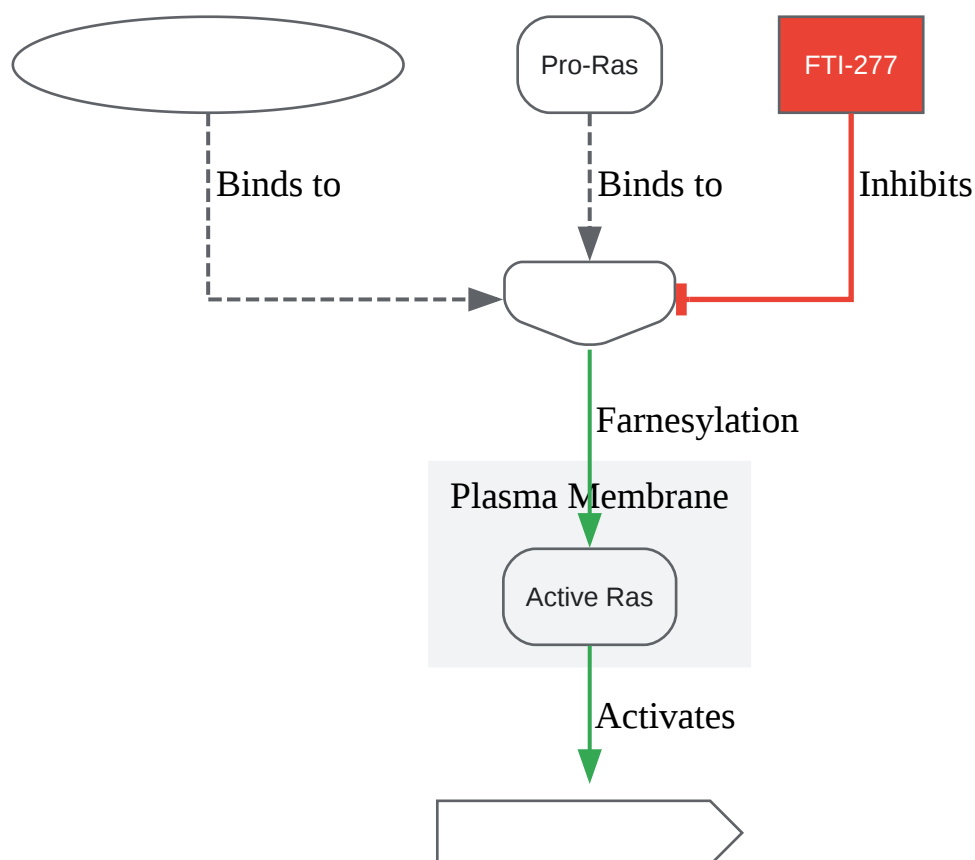 Pro-Ras
FTI-277
Binds to
Binds to
Inhibits
Farnesylation
Plasma Membrane
Active Ras
Activates